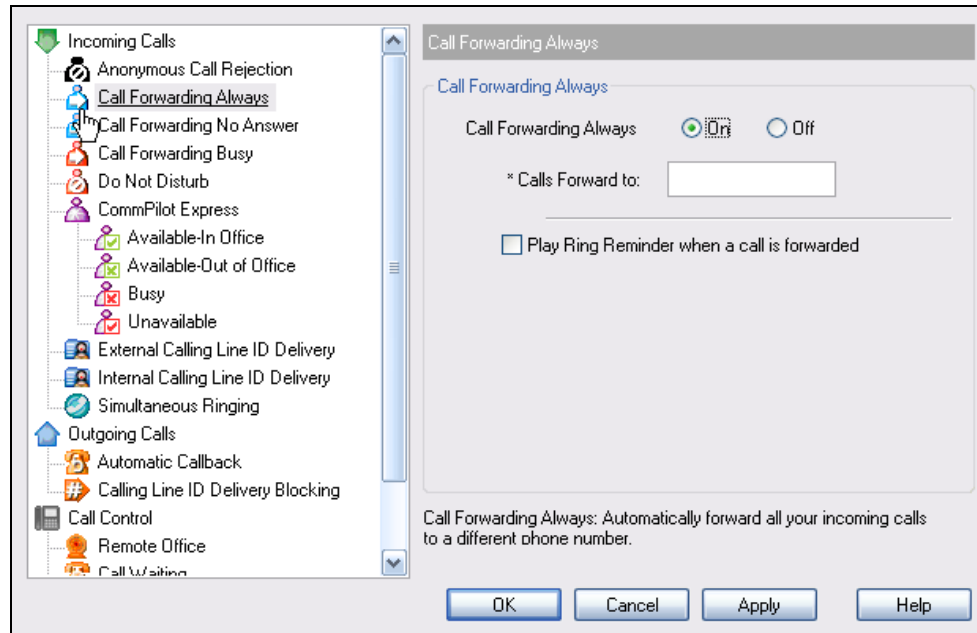 Incoming Calls
Anonymous Call Rejection
Call Forwarding Always
Call Forwarding No Answer
Call Forwarding Busy
Do Not Disturb
CommPilot Express
Available-In Office
Available-Out of Office
Busy
Unavailable
External Calling Line ID Delivery
Internal Calling Line ID Delivery
Simultaneous Ringing
Outgoing Calls
Automatic Callback
Calling Line ID Delivery Blocking
Call Control
Remote Office
Call Waiting
Call Forwarding Always
Call Forwarding Always
Call Forwarding Always On Off
* Calls Forward to:
Play Ring Reminder when a call is forwarded
Call Forwarding Always: Automatically forward all your incoming calls
to a different phone number.
OK Cancel Apply Help